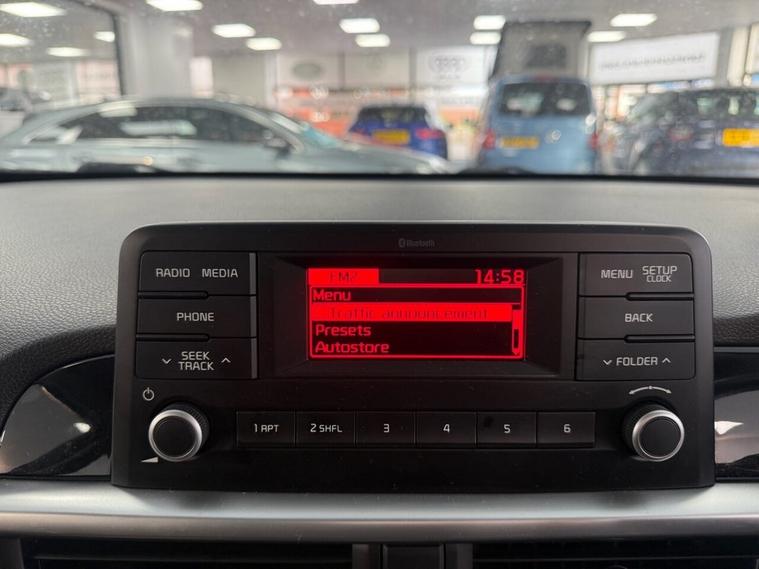 Bluetooth
RADIO MEDIA
PHONE
SEEK
TRACK
FM2 14:58
Menu
Traffic announcement
Presets
Autostore
MENU SETUP
CLOCK
BACK
FOLDER
1 RPT 2 SHFL 3 4 5 6